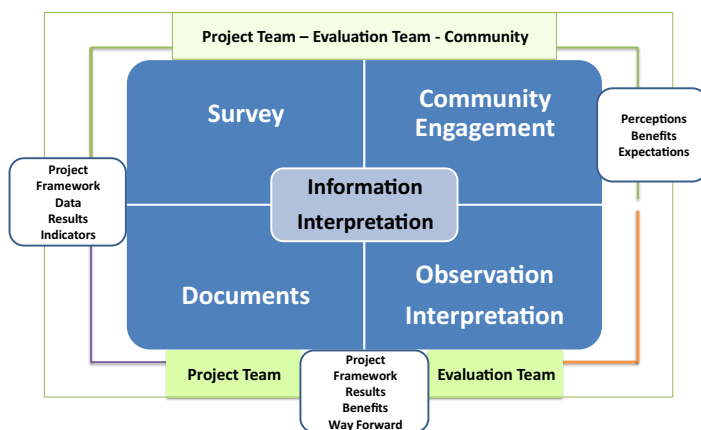 Project Team – Evaluation Team - Community
Survey
Community
Engagement
Perceptions
Benefits
Expectations
Project
Framework
Data
Results
Indicators
Information
Interpretation
Documents
Observation
Interpretation
Project Team
Project
Framework
Results
Benefits
Way Forward
Evaluation Team